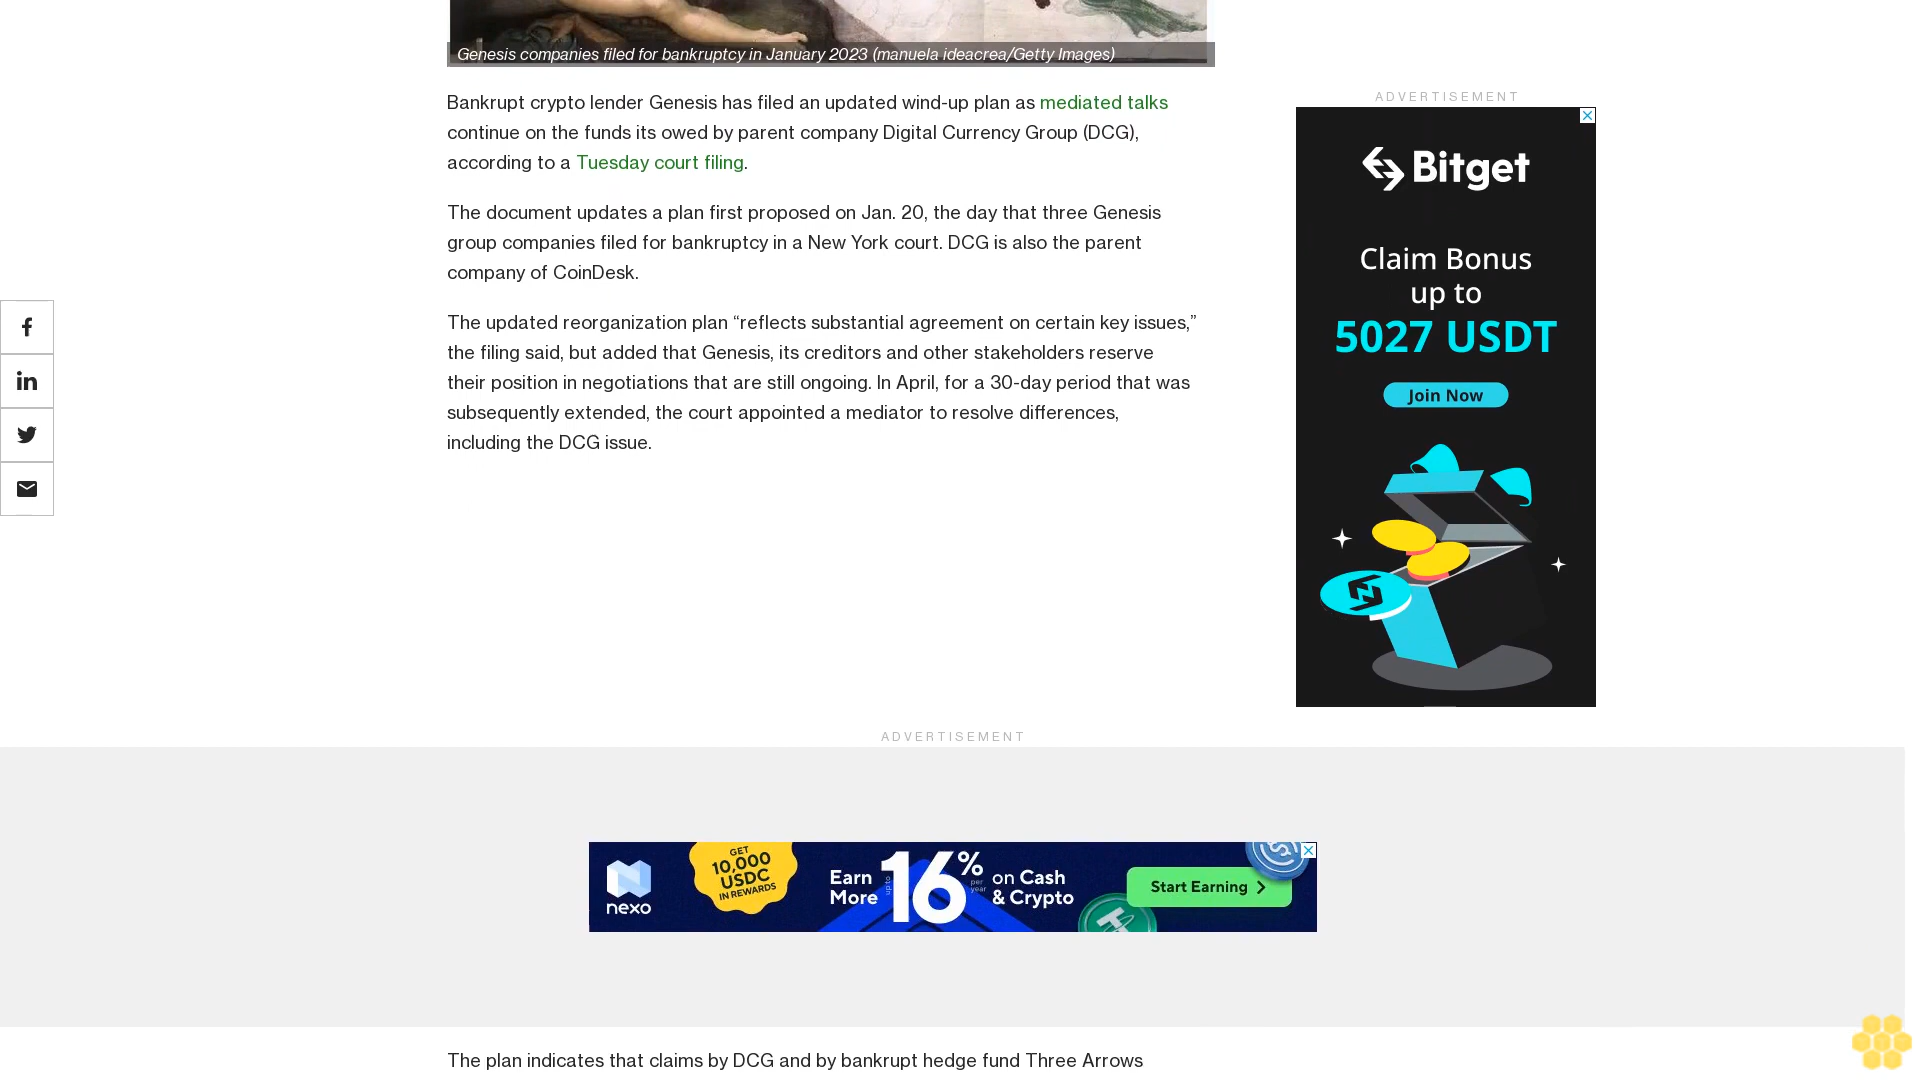 Genesis companies filed for bankruptcy in January 2023 (manuela ideacrea/Getty Images)
Bankrupt crypto lender Genesis has filed an updated wind-up plan as mediated talks
continue on the funds its owed by parent company Digital Currency Group (DCG),
according to a Tuesday court filing.
The document updates a plan first proposed on Jan. 20, the day that three Genesis
group companies filed for bankruptcy in a New York court. DCG is also the parent
company of CoinDesk.
The updated reorganization plan “reflects substantial agreement on certain key issues,”
the filing said, but added that Genesis, its creditors and other stakeholders reserve
their position in negotiations that are still ongoing. In April, for a 30-day period that was
subsequently extended, the court appointed a mediator to resolve differences,
including the DCG issue.
ADVERTISEMENT
Bitget
Claim Bonus
up to
5027 USDT
Join Now
ADVERTISEMENT
nexo
GET
10,000
USDC
IN REWARDS
Earn
More
up to
16%
per
year
on Cash
& Crypto
Start Earning
The plan indicates that claims by DCG and by bankrupt hedge fund Three Arrows